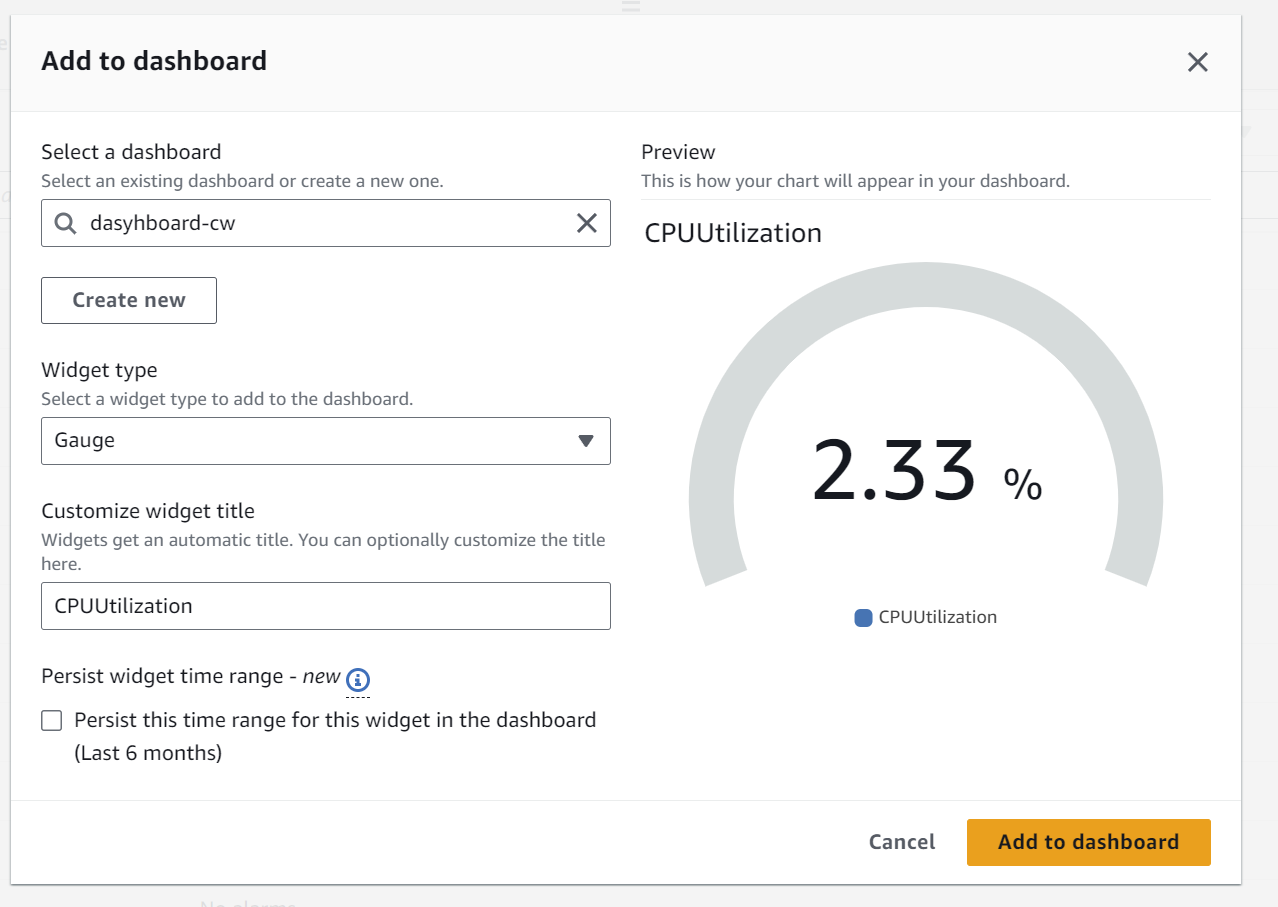 Add to dashboard
Select a dashboard
Select an existing dashboard or create a new one.
dasyhboard-cw
Create new
Widget type
Select a widget type to add to the dashboard.
Gauge
Customize widget title
Widgets get an automatic title. You can optionally customize the title
here.
CPUUtilization
Persist widget time range - new
Persist this time range for this widget in the dashboard
(Last 6 months)
Preview
This is how your chart will appear in your dashboard.
CPUUtilization
2.33 %
CPUUtilization
Cancel
Add to dashboard